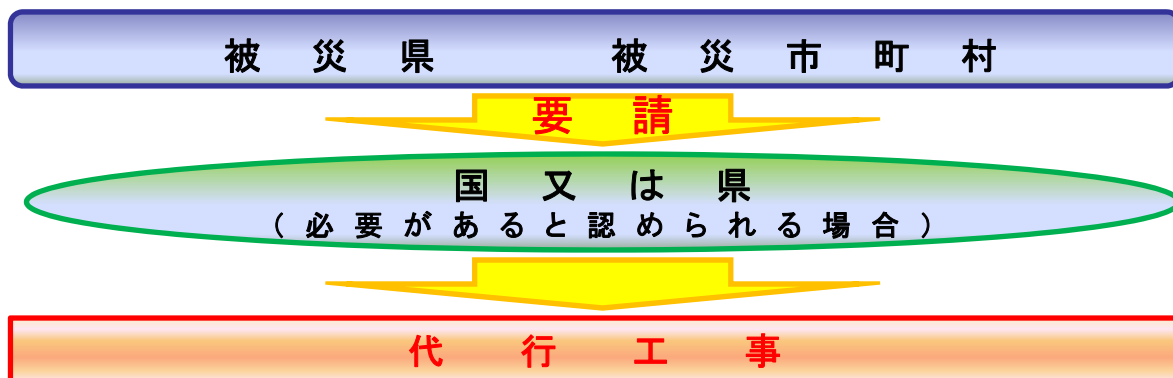 被災県 被災市町村
要請
国又は県
(必要があると認められる場合)
代行工事